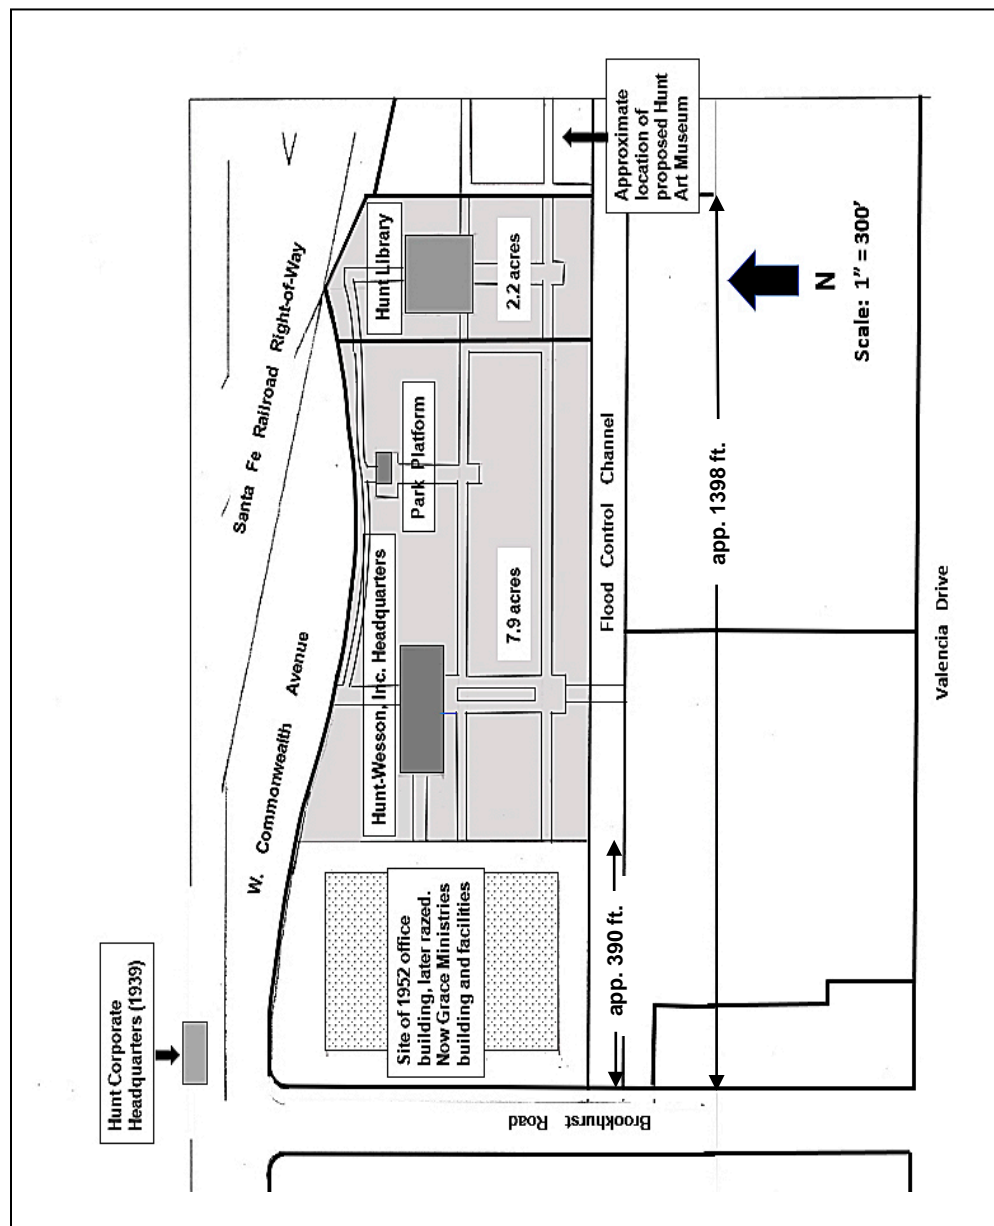 Hunt Corporate
Headquarters (1939)
W. Commonwealth Avenue
Santa Fe Railroad Right-of-Way
Site of 1952 office
building, later razed.
Now Grace Ministries
building and facilities
Hunt-Wesson, Inc. Headquarters
Park Platform
Hunt Library
7.9 acres
2.2 acres
Approximate
location of
proposed Hunt
Art Museum
Flood Control Channel
app. 390 ft.
app. 1398 ft.
N
Scale: 1” = 300’
Brookhurst Road
Valencia Drive